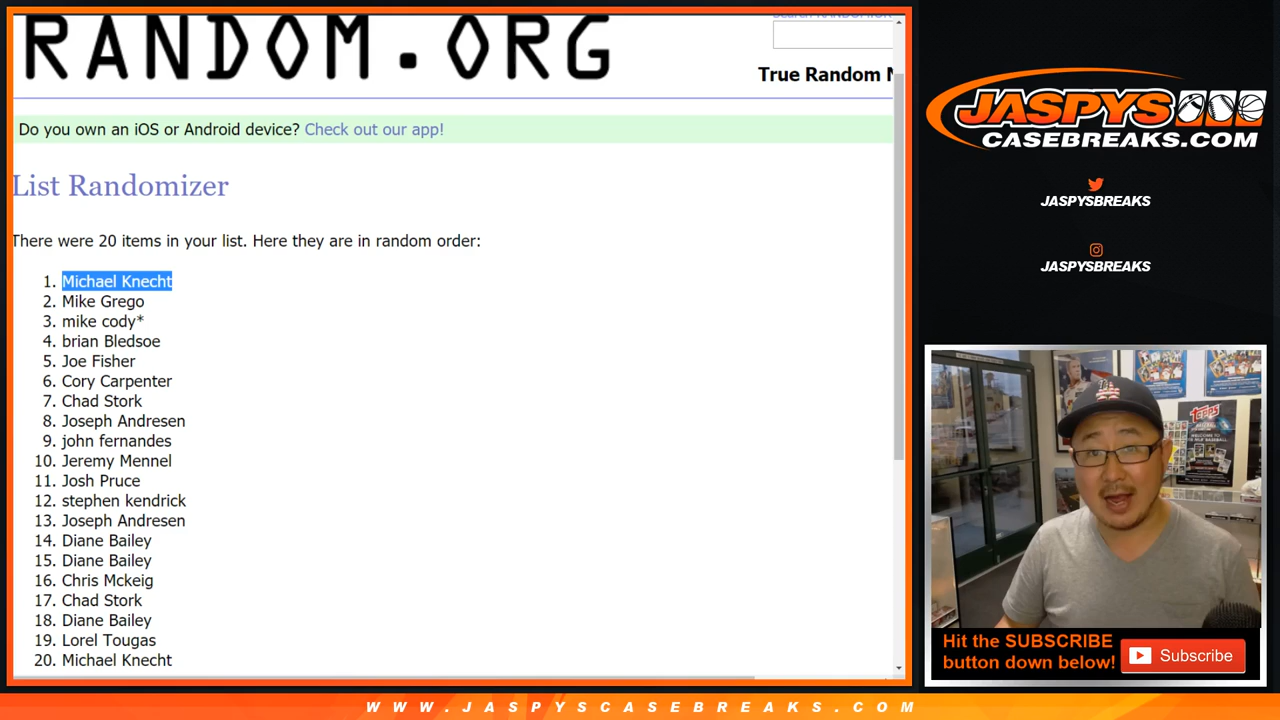 RANDOM.ORG
True Random N
Do you own an iOS or Android device? Check out our app!
List Randomizer
There were 20 items in your list. Here they are in random order:
1. Michael Knecht
2. Mike Grego
3. mike cody*
4. brian Bledsoe
5. Joe Fisher
6. Cory Carpenter
7. Chad Stork
8. Joseph Andresen
9. john fernandes
10. Jeremy Mennel
11. Josh Pruce
12. stephen kendrick
13. Joseph Andresen
14. Diane Bailey
15. Diane Bailey
16. Chris Mckeig
17. Chad Stork
18. Diane Bailey
19. Lorel Tougas
20. Michael Knecht
JASPYS
CASEBREAKS.COM
JASPYSBREAKS
JASPYSBREAKS
topps
Hit the SUBSCRIBE
button down below!
Subscribe
WWW.JASPYSCASEBREAKS.COM